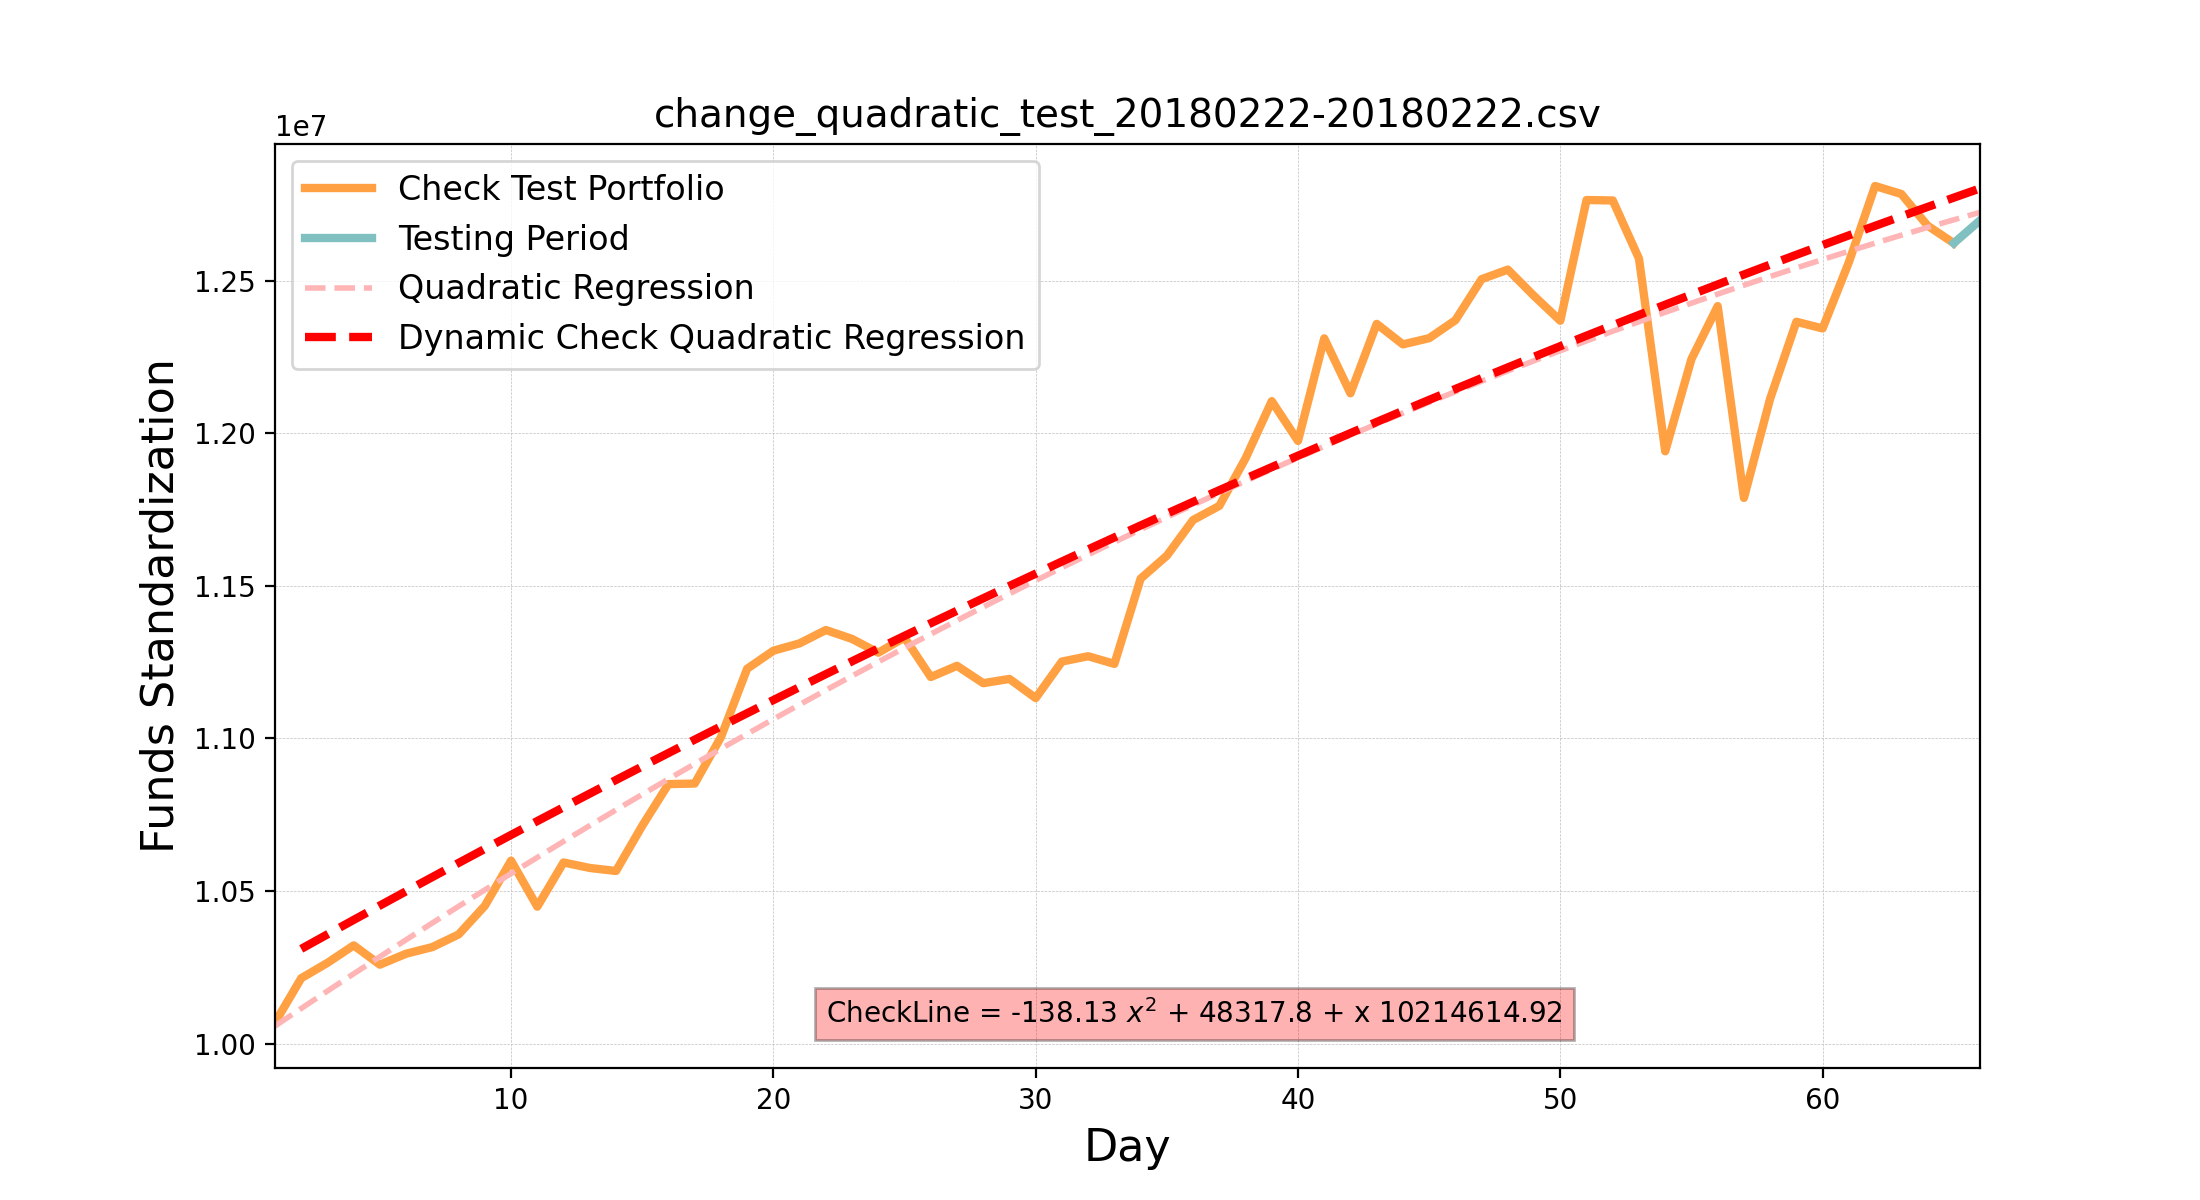 change_quadratic_test_20180222-20180222.csv
1e7
Check Test Portfolio
Testing Period
Quadratic Regression
Dynamic Check Quadratic Regression
1.25
1.20
1.15
1.10
1.05
1.00
Funds Standardization
CheckLine = -138.13 x² + 48317.8 + x 10214614.92
10 20 30 40 50 60
Day